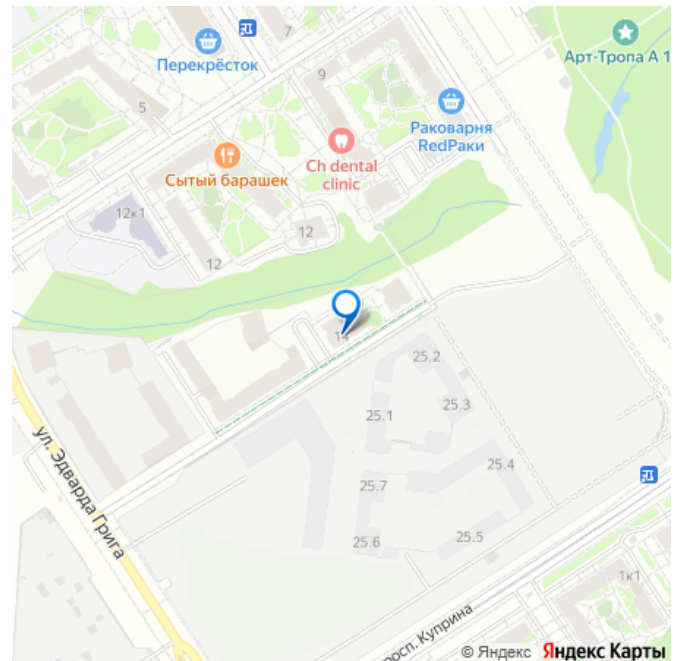 7
Перекрёсток
Арт-Тропа А 1
9
5
Раковарня
RedРаки
Ch dental
clinic
Сытый барашек
12к1
12
12
14
25.2
25.3
25.1
25.4
25.7
25.5
25.6
ул. Эдварда Грига
1к1
росп. Куприна
© Яндекс Яндекс Карты